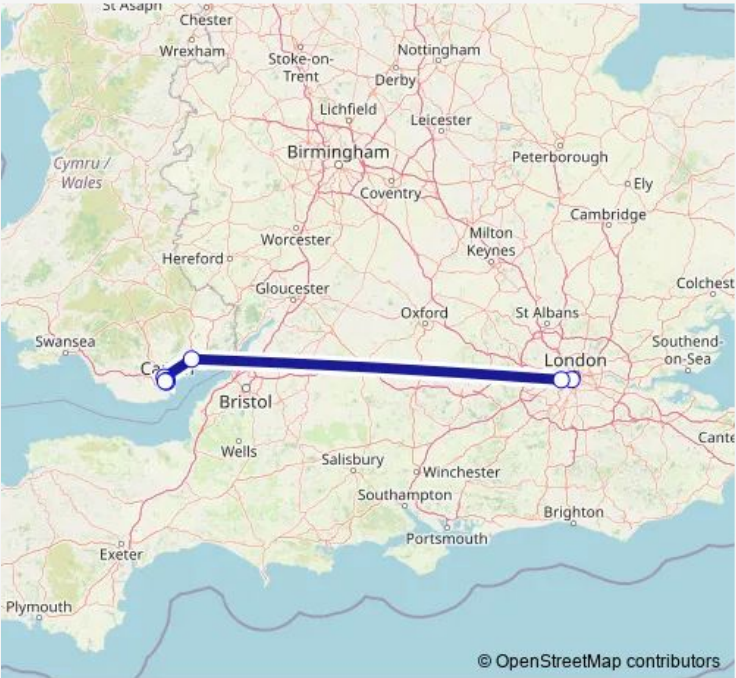 St Asaph
Chester
Wrexham
Stoke-on-
Trent
Nottingham
Derby
Lichfield
Leicester
Birmingham
Peterborough
Cymru /
Wales
Coventry
Ely
Cambridge
Worcester
Milton
Keynes
Hereford
Gloucester
Colchest
Oxford
St Albans
Swansea
Southend-
on-Sea
London
Ca
Bristol
Cante
Wells
Salisbury
Winchester
Southampton
Brighton
Portsmouth
Exeter
Plymouth
© OpenStreetMap contributors